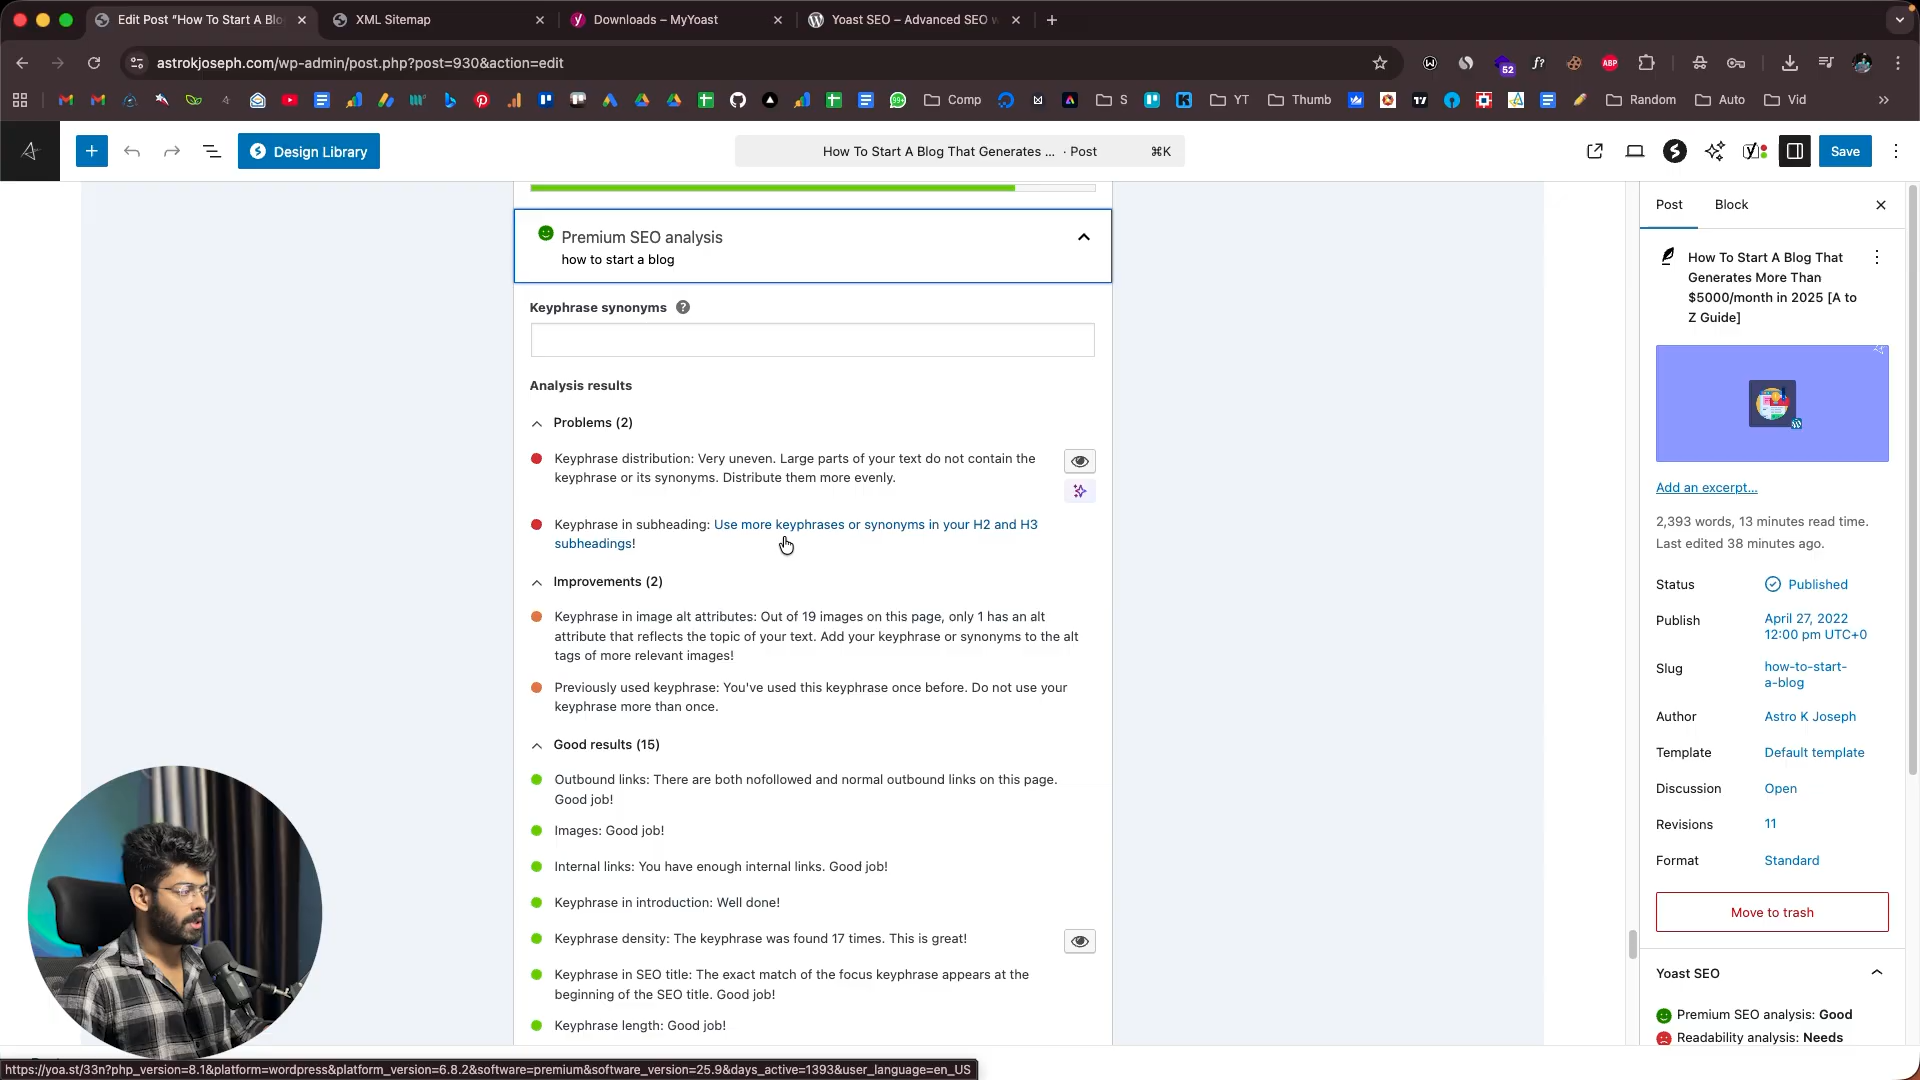 Edit Post "How To Start A Blo
XML Sitemap
Downloads – MyYoast
Yoast SEO – Advanced SEO w
astrokjoseph.com/wp-admin/post.php?post=930&action=edit
52
f?
ABP
99+
Comp
S
YT
Thumb
Random
Auto
Vid
Design Library
How To Start A Blog That Generates ... · Post
⌘K
Save
Premium SEO analysis
how to start a blog
Keyphrase synonyms
Analysis results
Problems (2)
Keyphrase distribution: Very uneven. Large parts of your text do not contain the
keyphrase or its synonyms. Distribute them more evenly.
Keyphrase in subheading: Use more keyphrases or synonyms in your H2 and H3
subheadings!
Improvements (2)
Keyphrase in image alt attributes: Out of 19 images on this page, only 1 has an alt
attribute that reflects the topic of your text. Add your keyphrase or synonyms to the alt
tags of more relevant images!
Previously used keyphrase: You've used this keyphrase once before. Do not use your
keyphrase more than once.
Good results (15)
Outbound links: There are both nofollowed and normal outbound links on this page.
Good job!
Images: Good job!
Internal links: You have enough internal links. Good job!
Keyphrase in introduction: Well done!
Keyphrase density: The keyphrase was found 17 times. This is great!
Keyphrase in SEO title: The exact match of the focus keyphrase appears at the
beginning of the SEO title. Good job!
Keyphrase length: Good job!
Post
Block
How To Start A Blog That
Generates More Than
$5000/month in 2025 [A to
Z Guide]
Add an excerpt...
2,393 words, 13 minutes read time.
Last edited 38 minutes ago.
Status
Published
Publish
April 27, 2022
12:00 pm UTC+0
Slug
how-to-start-
a-blog
Author
Astro K Joseph
Template
Default template
Discussion
Open
Revisions
11
Format
Standard
Move to trash
Yoast SEO
Premium SEO analysis: Good
Readability analysis: Needs
https://yoa.st/33n?php_version=8.1&platform=wordpress&platform_version=6.8.2&software=premium&software_version=25.9&days_active=1393&user_language=en_US